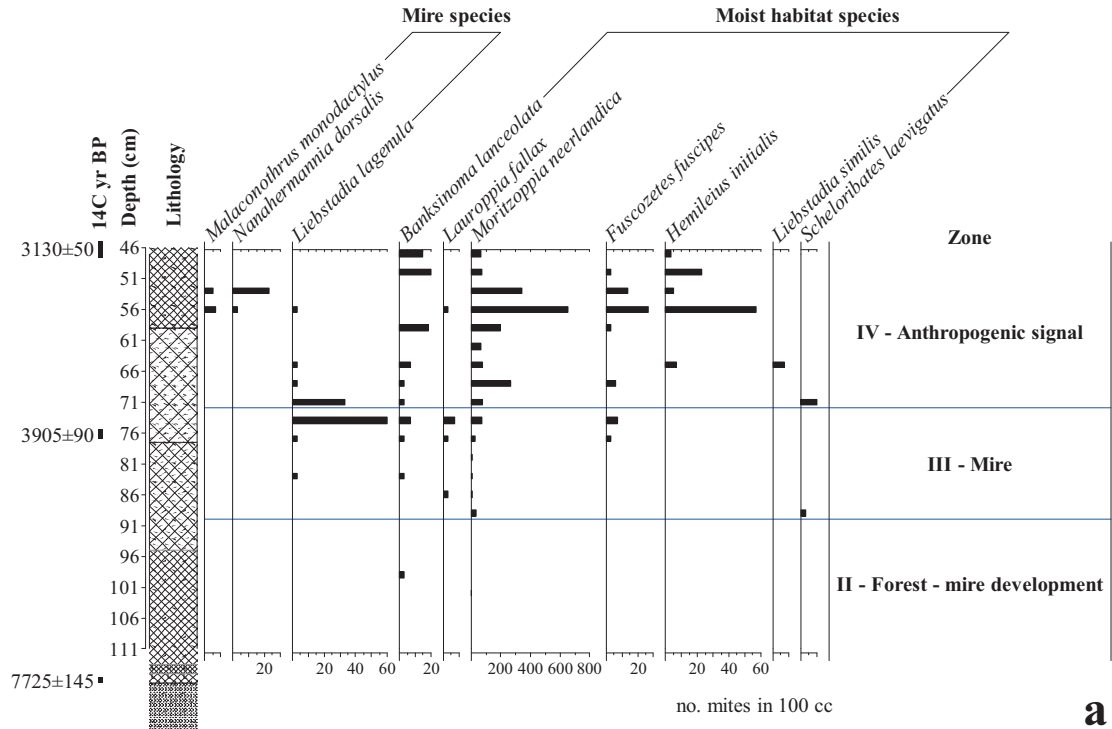 Mire species
Moist habitat species
14C yr BP
Depth (cm)
Lithology
Malaconothrus monodactylus
Nanahermannia dorsalis
Liebstadia lagenula
Banksinoma lanceolata
Lauroppia fallax
Moritzoppia neerlandica
Fuscozetes fuscipes
Hemileius initialis
Liebstadia similis
Scheloribates laevigatus
Zone
3130±50
3905±90
7725±145
46
51
56
61
66
71
76
81
86
91
96
101
106
111
IV - Anthropogenic signal
III - Mire
II - Forest - mire development
20
20 40 60
20
200 400 600 800
20
20 40 60
no. mites in 100 cc
a